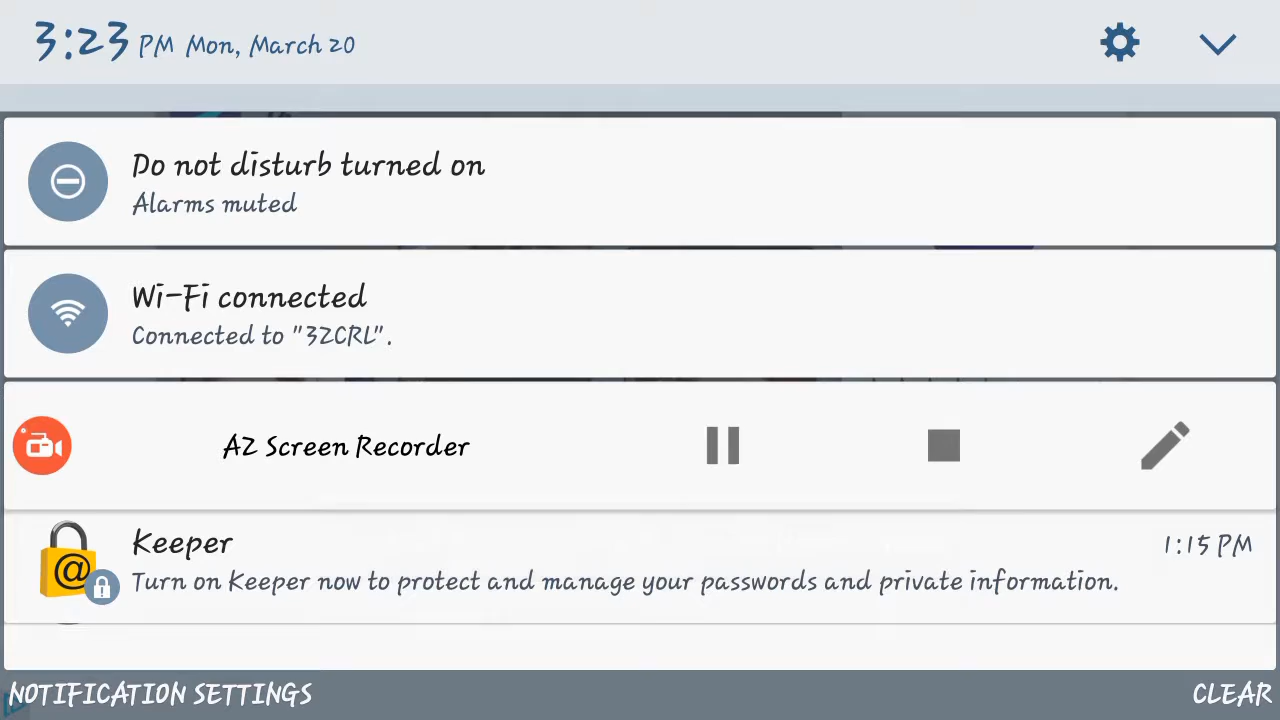 3:23 PM Mon, March 20
Do not disturb turned on
Alarms muted
Wi-Fi connected
Connected to "3ZCRL".
AZ Screen Recorder
@
Keeper
1:15 PM
Turn on Keeper now to protect and manage your passwords and private information.
NOTIFICATION SETTINGS
CLEAR